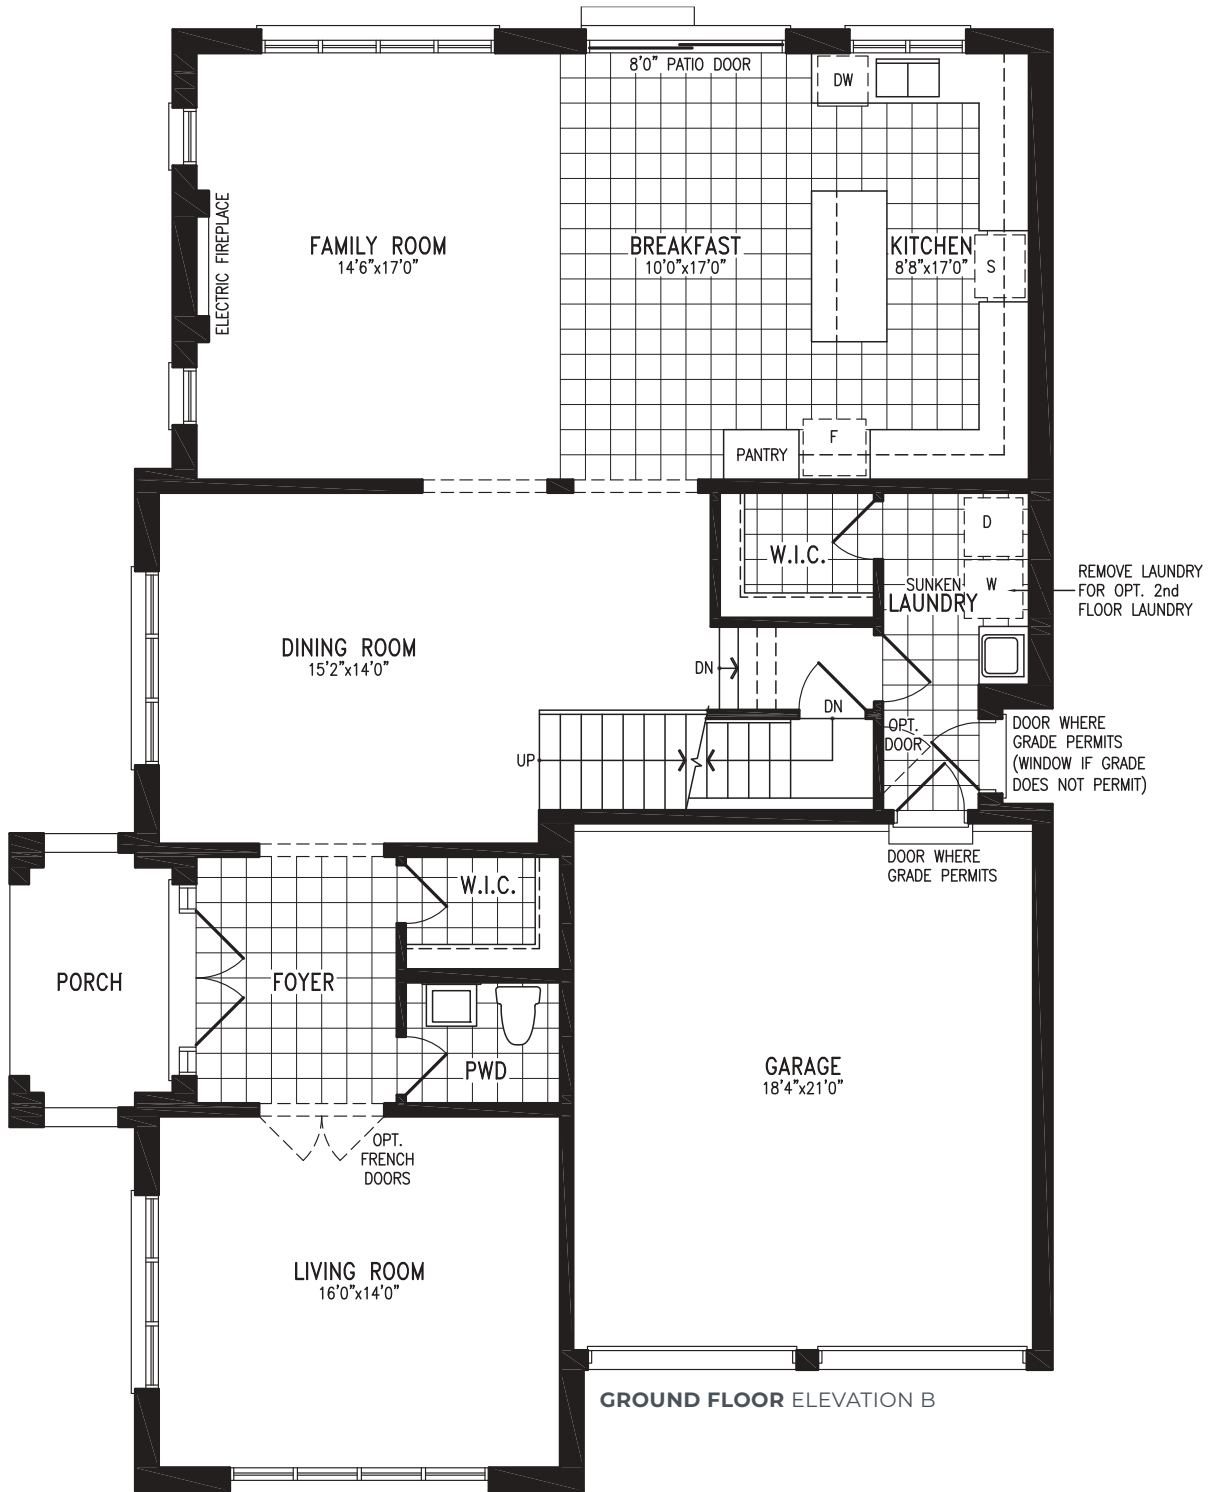 8'0" PATIO DOOR
DW
ELECTRIC FIREPLACE
FAMILY ROOM
14'6"x17'0"
BREAKFAST
10'0"x17'0"
KITCHEN
8'8"x17'0"
S
F
PANTRY
W.I.C.
D
SUNKEN
W
LAUNDRY
REMOVE LAUNDRY
FOR OPT. 2nd
FLOOR LAUNDRY
DINING ROOM
15'2"x14'0"
DN
DN
UP
OPT.
DOOR
DOOR WHERE
GRADE PERMITS
(WINDOW IF GRADE
DOES NOT PERMIT)
DOOR WHERE
GRADE PERMITS
W.I.C.
PORCH
FOYER
PWD
GARAGE
18'4"x21'0"
OPT.
FRENCH
DOORS
LIVING ROOM
16'0"x14'0"
GROUND FLOOR ELEVATION B